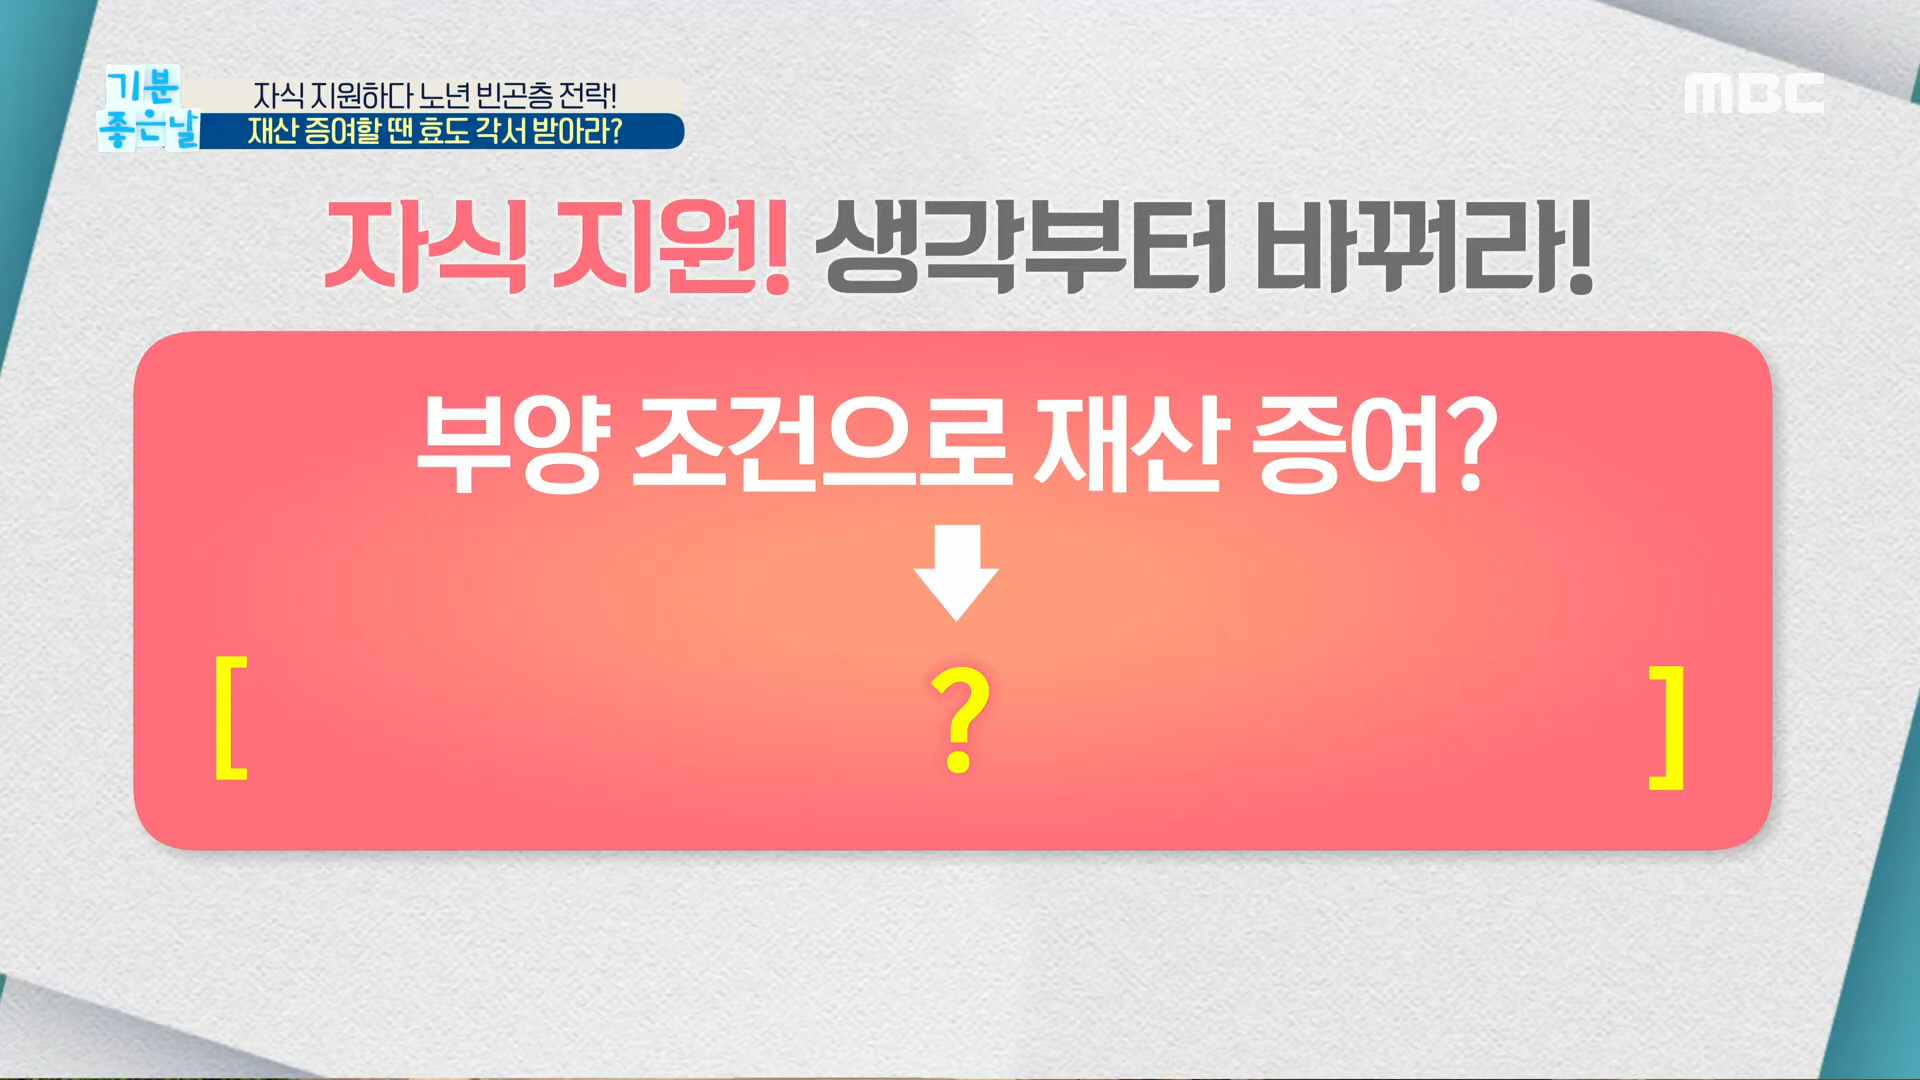 기분
좋은날
자식 지원하다 노년 빈곤층 전락!
재산 증여할 땐 효도 각서 받아라?
MBC
자식 지원! 생각부터 바꿔라!
부양 조건으로 재산 증여?
[ ? ]